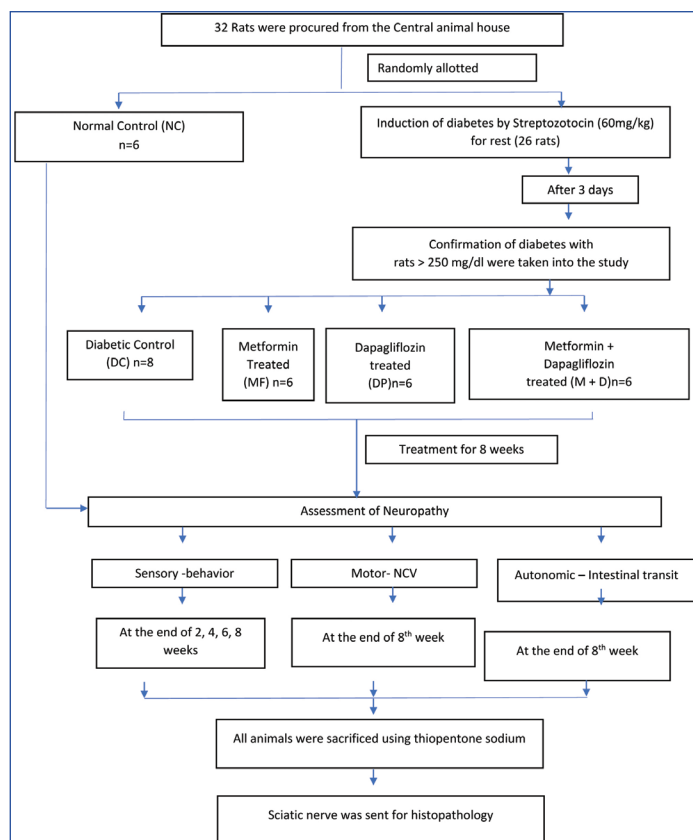 32 Rats were procured from the Central animal house
Randomly allotted
Normal Control (NC)
n=6
Induction of diabetes by Streptozotocin (60mg/kg)
for rest (26 rats)
After 3 days
Confirmation of diabetes with
rats > 250 mg/dl were taken into the study
Diabetic Control
(DC) n=8
Metformin
Treated
(MF) n=6
Dapagliflozin
treated
(DP)n=6
Metformin +
Dapagliflozin
treated (M + D)n=6
Treatment for 8 weeks
Assessment of Neuropathy
Sensory -behavior
Motor- NCV
Autonomic – Intestinal transit
At the end of 2, 4, 6, 8
weeks
At the end of 8th week
At the end of 8th week
All animals were sacrificed using thiopentone sodium
Sciatic nerve was sent for histopathology